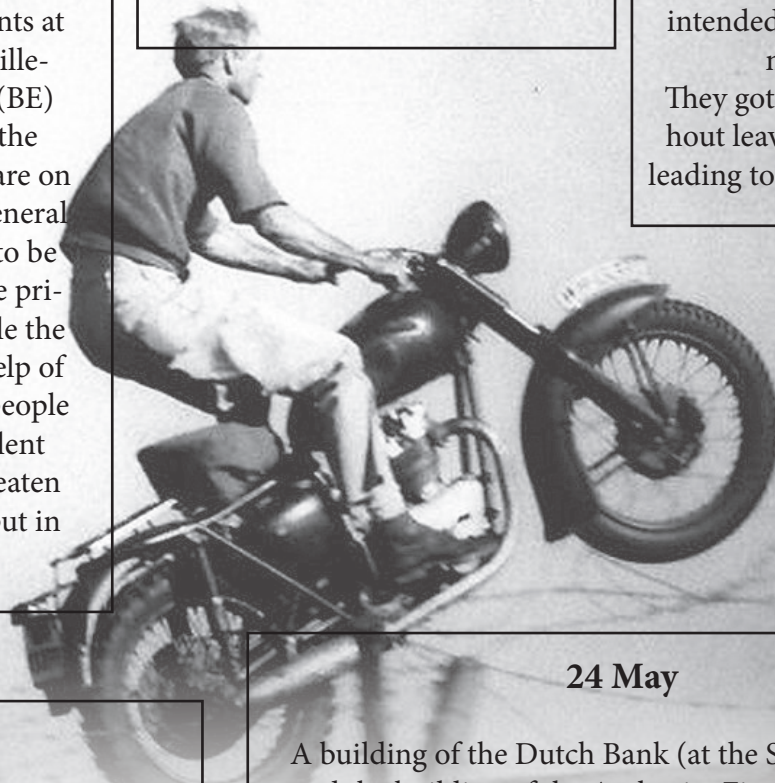 nts at
ille-
(BE)
the
are on
eneral
to be
e pri-
le the
elp of
eople
lent
eaten
out in
intended
n
They got
hout leav
leading to
24 May
A building of the Dutch Bank (at the S